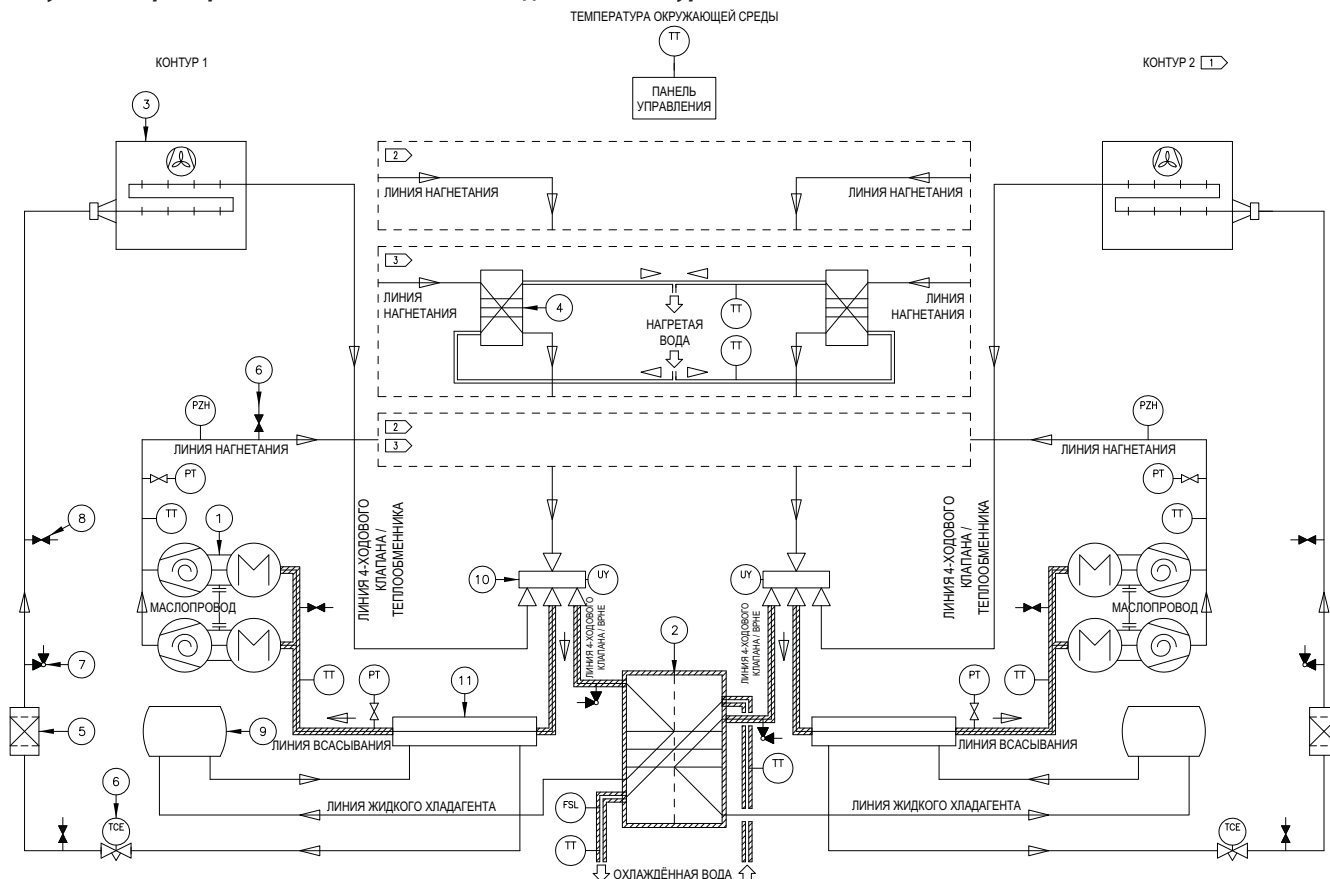 ТЕМПЕРАТУРА ОКРУЖАЮЩЕЙ СРЕДЫ
TT
КОНТУР 1
КОНТУР 2 1
ПАНЕЛЬ
УПРАВЛЕНИЯ
3
2
ЛИНИЯ НАГНЕТАНИЯ
ЛИНИЯ НАГНЕТАНИЯ
3
ЛИНИЯ
НАГНЕТАНИЯ
4
TT
НАГРЕТАЯ
ВОДА
TT
ЛИНИЯ
НАГНЕТАНИЯ
6
PZH
ЛИНИЯ НАГНЕТАНИЯ
2
3
PZH
ЛИНИЯ НАГНЕТАНИЯ
PT
PT
TT
TT
8
1
ЛИНИЯ 4-ХОДОВОГО
КЛАПАНА /
ТЕПЛООБМЕННИКА
ЛИНИЯ 4-ХОДОВОГО
КЛАПАНА /
ТЕПЛООБМЕННИКА
10
UY
UY
МАСЛОПРОВОД
МАСЛОПРОВОД
ЛИНИЯ 4-ХОДОВОГО
КЛАПАНА / BPHE
ЛИНИЯ 4-ХОДОВОГО
КЛАПАНА / BPHE
2
7
TT
PT
11
PT
TT
5
9
ЛИНИЯ ВСАСЫВАНИЯ
ЛИНИЯ ВСАСЫВАНИЯ
TT
6
ЛИНИЯ ЖИДКОГО ХЛАДАГЕНТА
FSL
ЛИНИЯ ЖИДКОГО ХЛАДАГЕНТА
TCE
TT
TCE
ОХЛАЖДЁННАЯ ВОДА